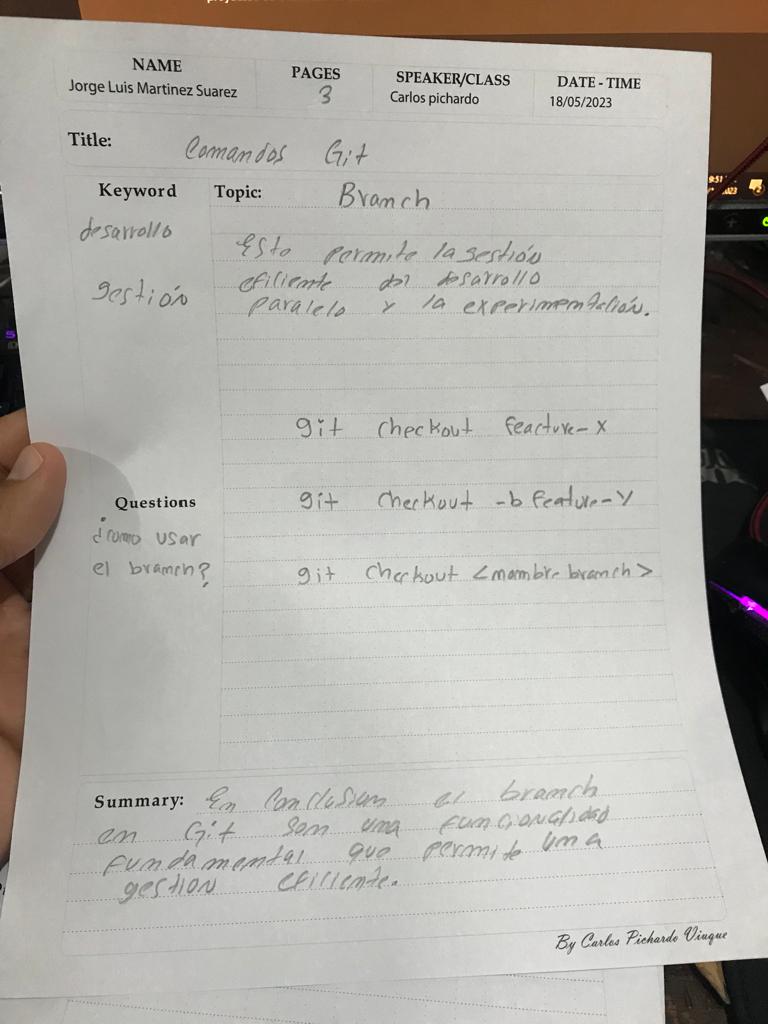 NAME
Jorge Luis Martinez Suarez
PAGES
3
SPEAKER/CLASS
Carlos pichardo
DATE - TIME
18/05/2023
Title: Comandos Git
Keyword
desarrollo
gestión
Topic: Branch
Esto permite la gestión
efiliente del desarrollo
paralelo y la experimentación.
git checkout feacture-x
git checkout -b feature-y
git checkout <nombre branch>
Questions
¿como usar
el branch?
Summary: En Conclusion el branch
en Git son una funcionalidad
fundamental que permite una
gestion efiliente.
By Carlos Pichardo Viuque